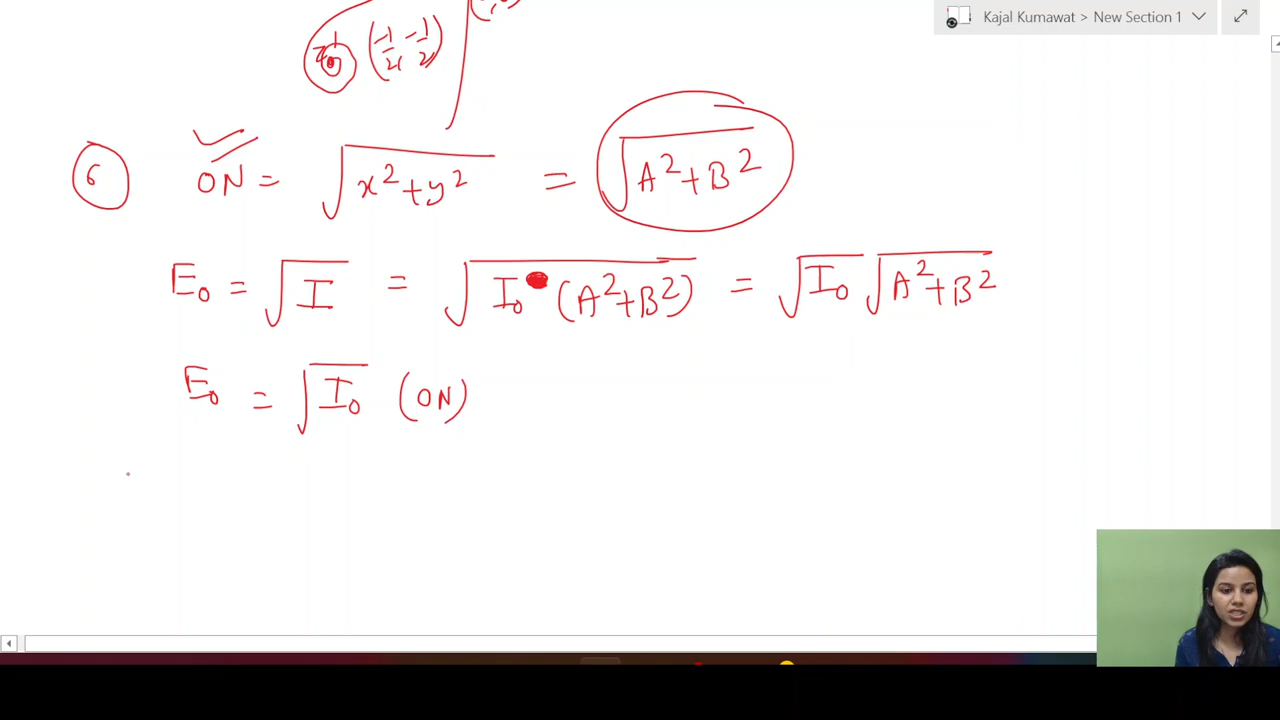 Kajal Kumawat > New Section 1
(-1/2, -1/2)
6 ON = √(x²+y²) = √(A²+B²)
E₀ = √I = √(I₀ (A²+B²)) = √I₀ √(A²+B²)
E₀ = √I₀ (ON)